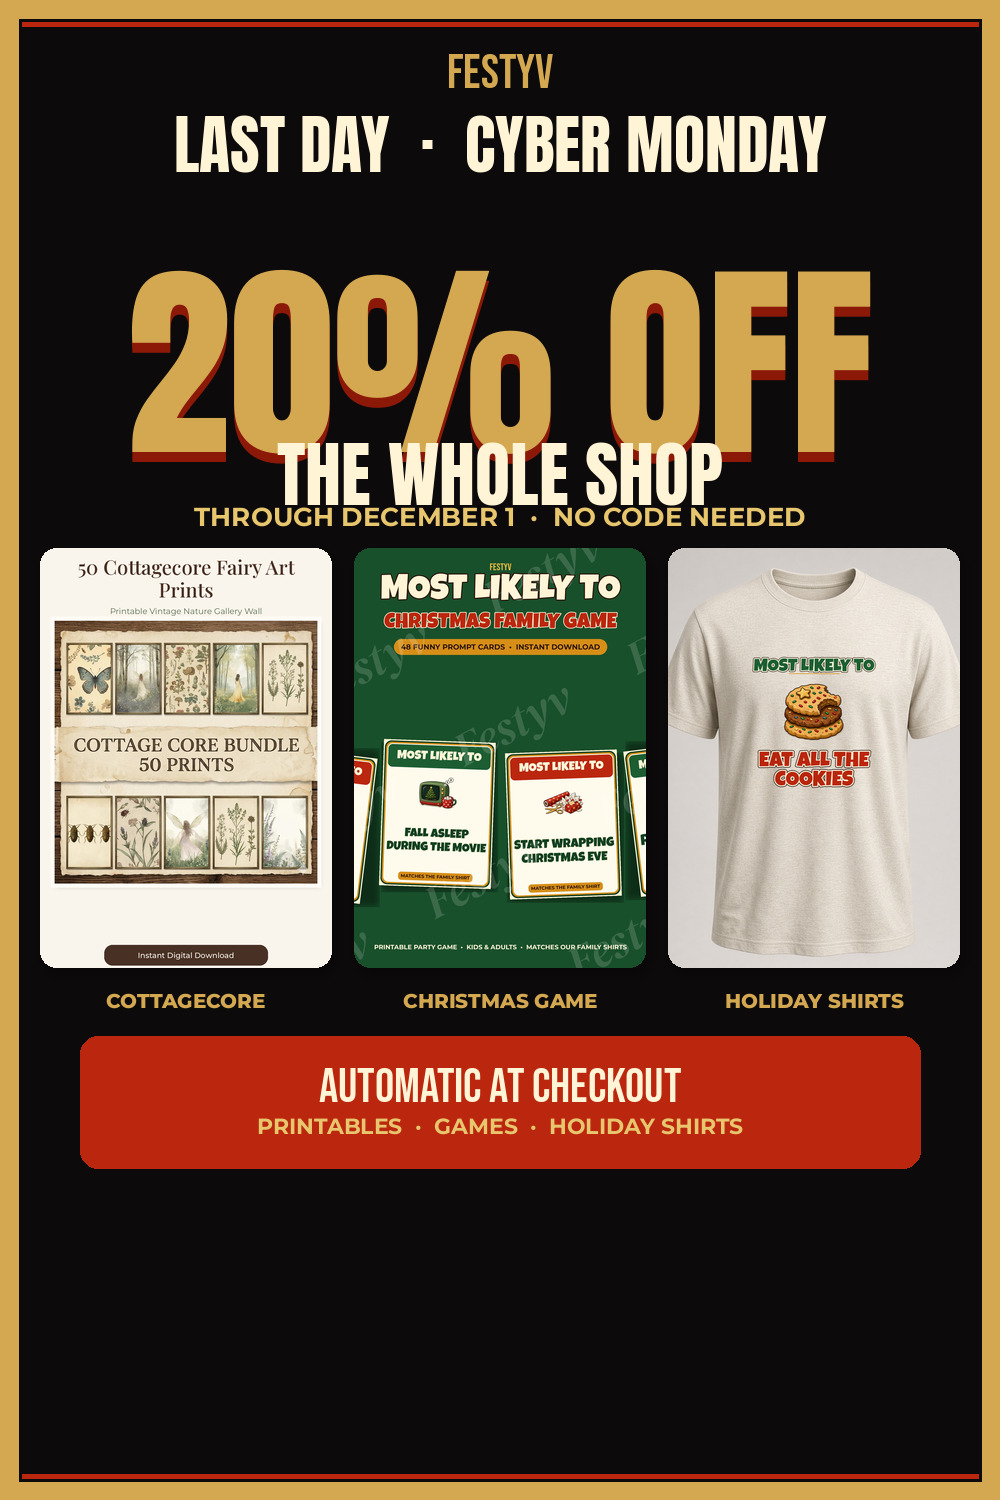 FESTYV
LAST DAY · CYBER MONDAY
20% OFF
THE WHOLE SHOP
THROUGH DECEMBER 1 · NO CODE NEEDED
50 Cottagecore Fairy Art
Prints
Printable Vintage Nature Gallery Wall
COTTAGE CORE BUNDLE
50 PRINTS
Instant Digital Download
COTTAGECORE
FESTYV
MOST LIKELY TO
CHRISTMAS FAMILY GAME
48 FUNNY PROMPT CARDS • INSTANT DOWNLOAD
Festyv
Festyv
MOST LIKELY TO
FALL ASLEEP
DURING THE MOVIE
MATCHES THE FAMILY SHIRT
MOST LIKELY TO
START WRAPPING
CHRISTMAS EVE
MATCHES THE FAMILY SHIRT
PRINTABLE PARTY GAME • KIDS & ADULTS • MATCHES OUR FAMILY SHIRTS
CHRISTMAS GAME
MOST LIKELY TO
EAT ALL THE
COOKIES
HOLIDAY SHIRTS
AUTOMATIC AT CHECKOUT
PRINTABLES · GAMES · HOLIDAY SHIRTS